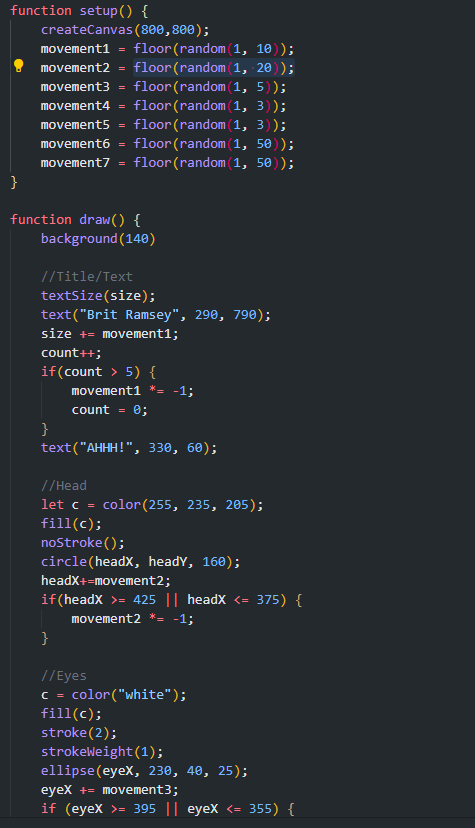 function setup() {
    createCanvas(800,800);
    movement1 = floor(random(1, 10));
    movement2 = floor(random(1, 20));
    movement3 = floor(random(1, 5));
    movement4 = floor(random(1, 3));
    movement5 = floor(random(1, 3));
    movement6 = floor(random(1, 50));
    movement7 = floor(random(1, 50));
}

function draw() {
    background(140)

    //Title/Text
    textSize(size);
    text("Brit Ramsey", 290, 790);
    size += movement1;
    count++;
    if(count > 5) {
        movement1 *= -1;
        count = 0;
    }
    text("AHHH!", 330, 60);

    //Head
    let c = color(255, 235, 205);
    fill(c);
    noStroke();
    circle(headX, headY, 160);
    headX+=movement2;
    if(headX >= 425 || headX <= 375) {
        movement2 *= -1;
    }

    //Eyes
    c = color("white");
    fill(c);
    stroke(2);
    strokeWeight(1);
    ellipse(eyeX, 230, 40, 25);
    eyeX += movement3;
    if (eyeX >= 395 || eyeX <= 355) {